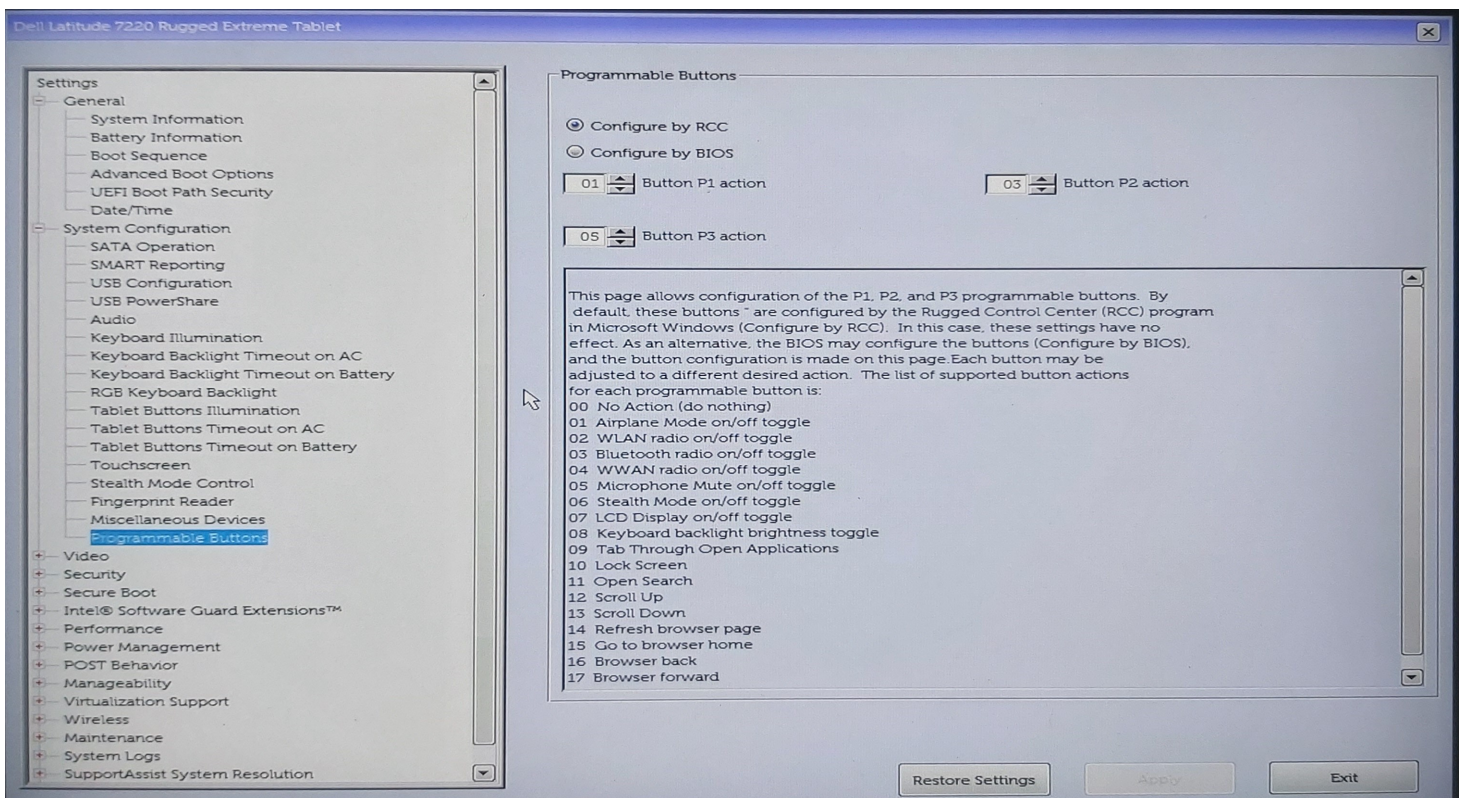 Dell Latitude 7220 Rugged Extreme Tablet
Settings
General
System Information
Battery Information
Boot Sequence
Advanced Boot Options
UEFI Boot Path Security
Date/Time
System Configuration
SATA Operation
SMART Reporting
USB Configuration
USB PowerShare
Audio
Keyboard Illumination
Keyboard Backlight Timeout on AC
Keyboard Backlight Timeout on Battery
RGB Keyboard Backlight
Tablet Buttons Illumination
Tablet Buttons Timeout on AC
Tablet Buttons Timeout on Battery
Touchscreen
Stealth Mode Control
Fingerprint Reader
Miscellaneous Devices
Programmable Buttons
Video
Security
Secure Boot
Intel® Software Guard Extensions™
Performance
Power Management
POST Behavior
Manageability
Virtualization Support
Wireless
Maintenance
System Logs
SupportAssist System Resolution
Programmable Buttons
Configure by RCC
Configure by BIOS
01 Button P1 action
03 Button P2 action
05 Button P3 action
This page allows configuration of the P1, P2, and P3 programmable buttons. By
default, these buttons " are configured by the Rugged Control Center (RCC) program
in Microsoft Windows (Configure by RCC). In this case, these settings have no
effect. As an alternative, the BIOS may configure the buttons (Configure by BIOS),
and the button configuration is made on this page.Each button may be
adjusted to a different desired action. The list of supported button actions
for each programmable button is:
00 No Action (do nothing)
01 Airplane Mode on/off toggle
02 WLAN radio on/off toggle
03 Bluetooth radio on/off toggle
04 WWAN radio on/off toggle
05 Microphone Mute on/off toggle
06 Stealth Mode on/off toggle
07 LCD Display on/off toggle
08 Keyboard backlight brightness toggle
09 Tab Through Open Applications
10 Lock Screen
11 Open Search
12 Scroll Up
13 Scroll Down
14 Refresh browser page
15 Go to browser home
16 Browser back
17 Browser forward
Restore Settings
Apply
Exit